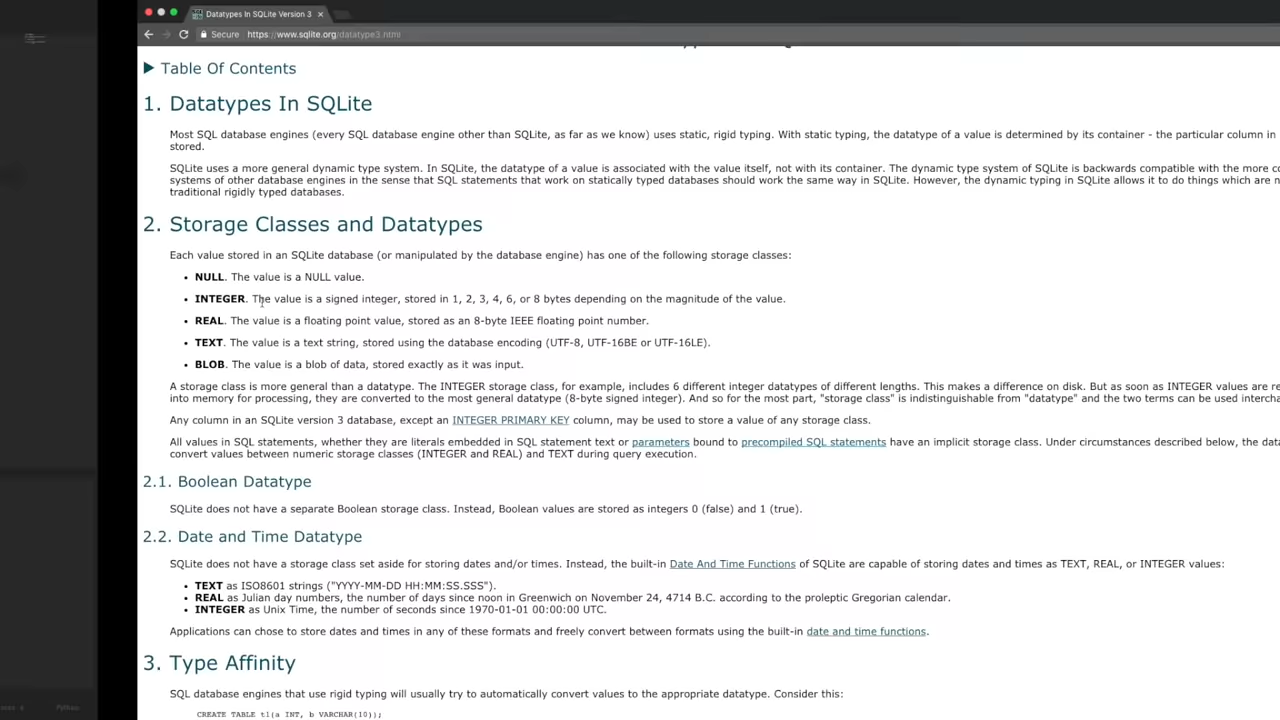 Datatypes In SQLite Version 3
Secure https://www.sqlite.org/datatype3.html
Table Of Contents
1. Datatypes In SQLite
Most SQL database engines (every SQL database engine other than SQLite, as far as we know) uses static, rigid typing. With static typing, the datatype of a value is determined by its container - the particular column in
stored.
SQLite uses a more general dynamic type system. In SQLite, the datatype of a value is associated with the value itself, not with its container. The dynamic type system of SQLite is backwards compatible with the more
systems of other database engines in the sense that SQL statements that work on statically typed databases should work the same way in SQLite. However, the dynamic typing in SQLite allows it to do things which are
traditional rigidly typed databases.
2. Storage Classes and Datatypes
Each value stored in an SQLite database (or manipulated by the database engine) has one of the following storage classes:
• NULL. The value is a NULL value.
• INTEGER. The value is a signed integer, stored in 1, 2, 3, 4, 6, or 8 bytes depending on the magnitude of the value.
• REAL. The value is a floating point value, stored as an 8-byte IEEE floating point number.
• TEXT. The value is a text string, stored using the database encoding (UTF-8, UTF-16BE or UTF-16LE).
• BLOB. The value is a blob of data, stored exactly as it was input.
A storage class is more general than a datatype. The INTEGER storage class, for example, includes 6 different integer datatypes of different lengths. This makes a difference on disk. But as soon as INTEGER values are
into memory for processing, they are converted to the most general datatype (8-byte signed integer). And so for the most part, "storage class" is indistinguishable from "datatype" and the two terms can be used
Any column in an SQLite version 3 database, except an INTEGER PRIMARY KEY column, may be used to store a value of any storage class.
All values in SQL statements, whether they are literals embedded in SQL statement text or parameters bound to precompiled SQL statements have an implicit storage class. Under circumstances described below, the
convert values between numeric storage classes (INTEGER and REAL) and TEXT during query execution.
2.1. Boolean Datatype
SQLite does not have a separate Boolean storage class. Instead, Boolean values are stored as integers 0 (false) and 1 (true).
2.2. Date and Time Datatype
SQLite does not have a storage class set aside for storing dates and/or times. Instead, the built-in Date And Time Functions of SQLite are capable of storing dates and times as TEXT, REAL, or INTEGER values:
• TEXT as ISO8601 strings ("YYYY-MM-DD HH:MM:SS.SSS").
• REAL as Julian day numbers, the number of days since noon in Greenwich on November 24, 4714 B.C. according to the proleptic Gregorian calendar.
• INTEGER as Unix Time, the number of seconds since 1970-01-01 00:00:00 UTC.
Applications can chose to store dates and times in any of these formats and freely convert between formats using the built-in date and time functions.
3. Type Affinity
SQL database engines that use rigid typing will usually try to automatically convert values to the appropriate datatype. Consider this:
CREATE TABLE t1(a INT, b VARCHAR(10));
Python